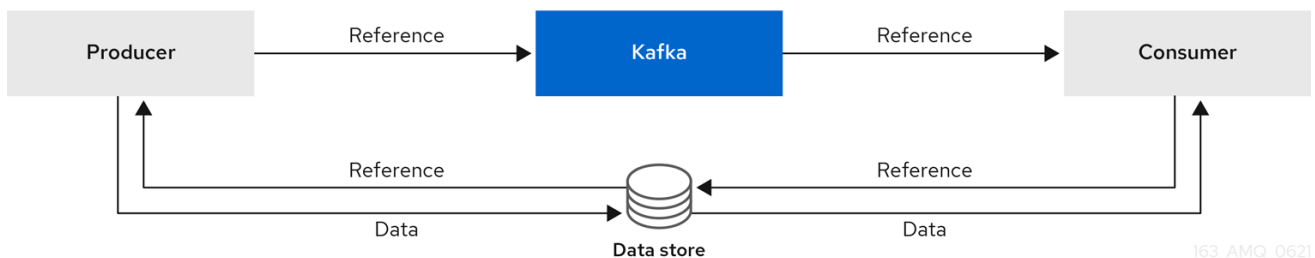 Producer
Reference
Kafka
Reference
Consumer
Reference
Reference
Data
Data
Data store
163_AMQ_0621